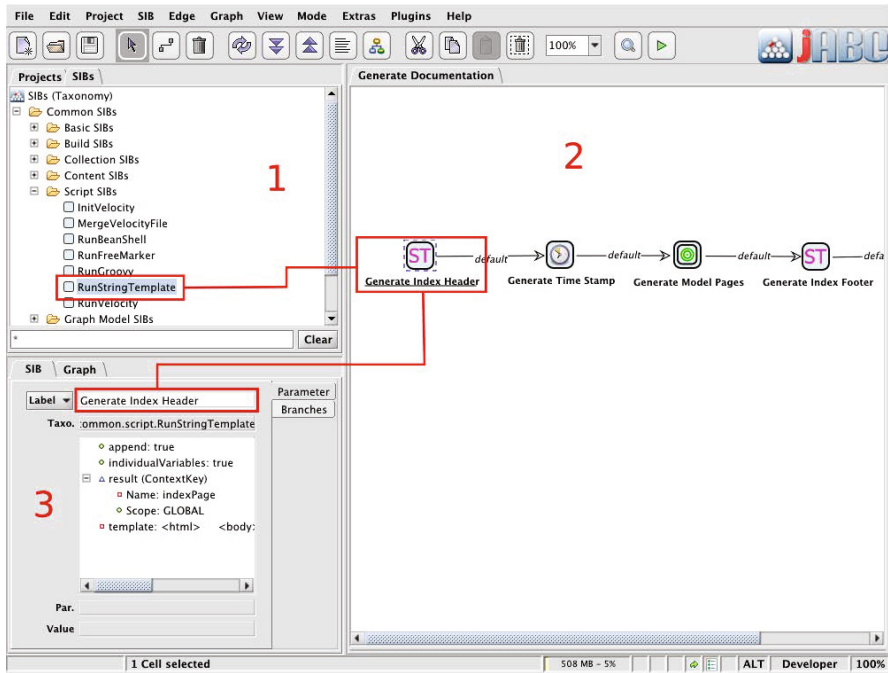 File Edit Project SIB Edge Graph View Mode Extras Plugins Help
100%
jABC
Projects SIBs
SIBs (Taxonomy)
Common SIBs
Basic SIBs
Build SIBs
Collection SIBs
Content SIBs
Script SIBs
InitVelocity
MergeVelocityFile
RunBeanShell
RunFreeMarker
RunGroovy
RunStringTemplate
RunVelocity
Graph Model SIBs
1
* Clear
Generate Documentation
2
ST default default default ST defa
Generate Index Header Generate Time Stamp Generate Model Pages Generate Index Footer
SIB Graph
Label Generate Index Header
Taxo. :ommon.script.RunStringTemplate
Parameter
Branches
append: true
individualVariables: true
result (ContextKey)
Name: indexPage
Scope: GLOBAL
template: <html> <body:
3
Par.
Value
1 Cell selected 508 MB – 5% ALT Developer 100%